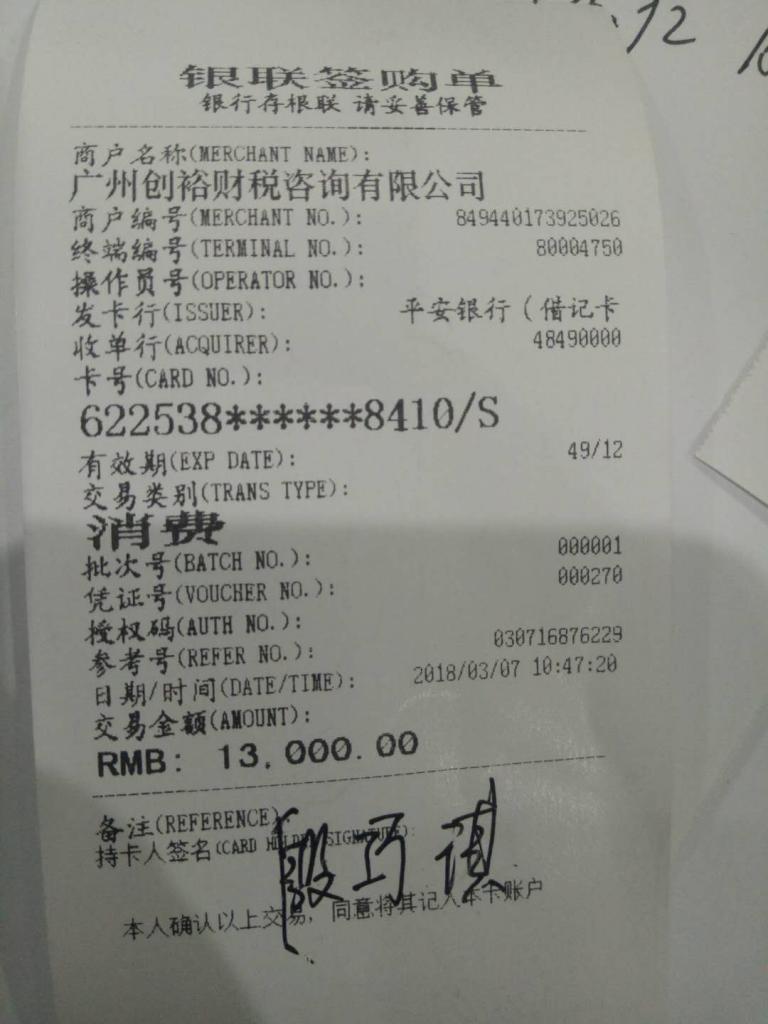 12
银联签购单
银行存根联 请妥善保管
商户名称(MERCHANT NAME):
广州创裕财税咨询有限公司
商户编号(MERCHANT NO.): 849440173925026
终端编号(TERMINAL NO.): 80004750
操作员号(OPERATOR NO.):
发卡行(ISSUER): 平安银行(借记卡
收单行(ACQUIRER): 48490000
卡号(CARD NO.):
622538******8410/S
有效期(EXP DATE): 49/12
交易类别(TRANS TYPE):
消费
批次号(BATCH NO.): 000001
凭证号(VOUCHER NO.): 000270
授权码(AUTH NO.):
参考号(REFER NO.): 030716876229
日期/时间(DATE/TIME): 2018/03/07 10:47:20
交易金额(AMOUNT):
RMB: 13,000.00
备注(REFERENCE)
持卡人签名(CARD HOLDER SIGNATURE):
巧琪
本人确认以上交易,同意将其记入本卡账户